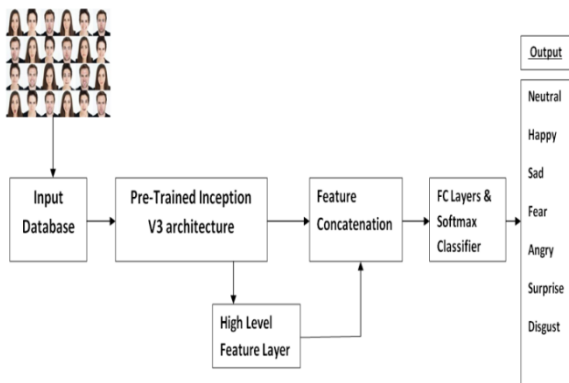 Output
Neutral
Happy
Sad
Fear
Angry
Surprise
Disgust
Input
Database
Pre-Trained Inception
V3 architecture
Feature
Concatenation
FC Layers &
Softmax
Classifier
High Level
Feature Layer